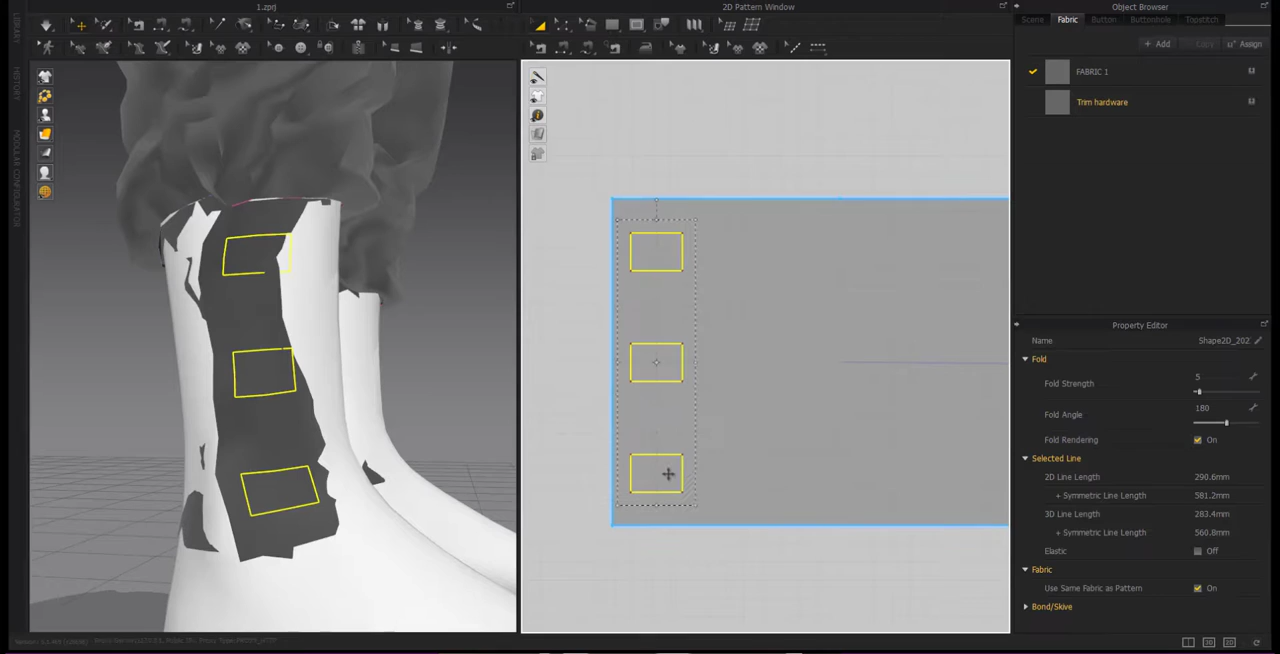 1.zprj
2D Pattern Window
Object Browser
Scene
Fabric
Button
Buttonhole
Topstitch
+ Add
Copy
Assign
FABRIC 1
Trim hardware
LIBRARY
HISTORY
MODULAR CONFIGURATOR
Property Editor
Name
Shape2D_202
Fold
Fold Strength
5
Fold Angle
180
Fold Rendering
On
Selected Line
2D Line Length
290.6mm
+ Symmetric Line Length
581.2mm
3D Line Length
283.4mm
+ Symmetric Line Length
560.8mm
Elastic
Off
Fabric
Use Same Fabric as Pattern
On
Bond/Skive
3D
2D